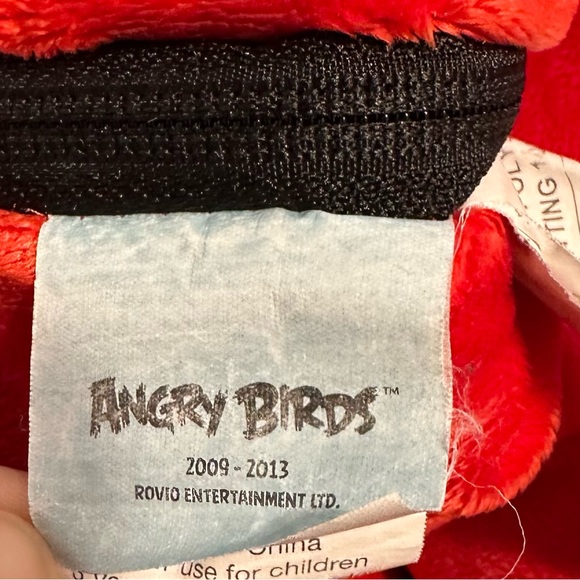 ANGRY BIRDS™
2009 - 2013
ROVIO ENTERTAINMENT LTD.
China
use for children